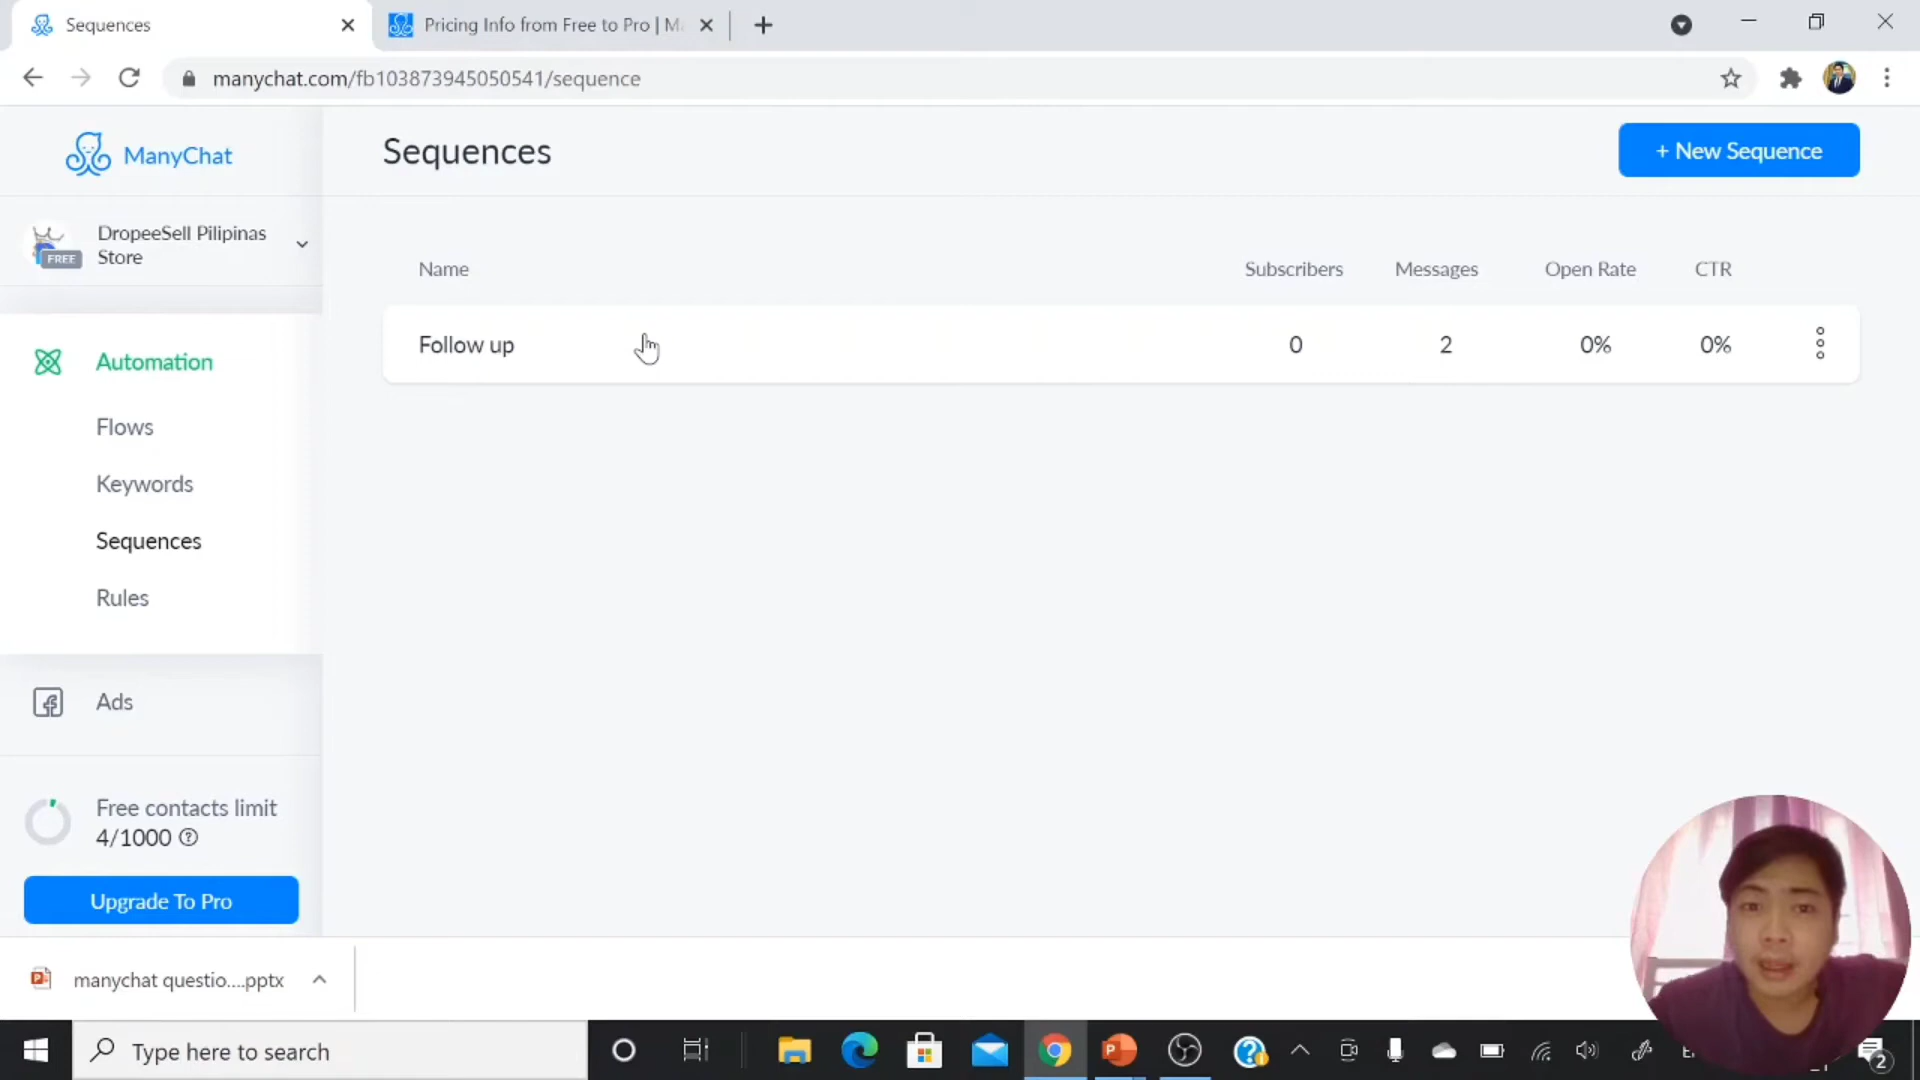 Sequences
Pricing Info from Free to Pro | M
manychat.com/fb103873945050541/sequence
ManyChat
Sequences
+ New Sequence
DropeeSell Pilipinas
Store
FREE
Name
Subscribers
Messages
Open Rate
CTR
Follow up
0
2
0%
0%
Automation
Flows
Keywords
Sequences
Rules
Ads
Free contacts limit
4/1000
Upgrade To Pro
manychat questio....pptx
Type here to search
2